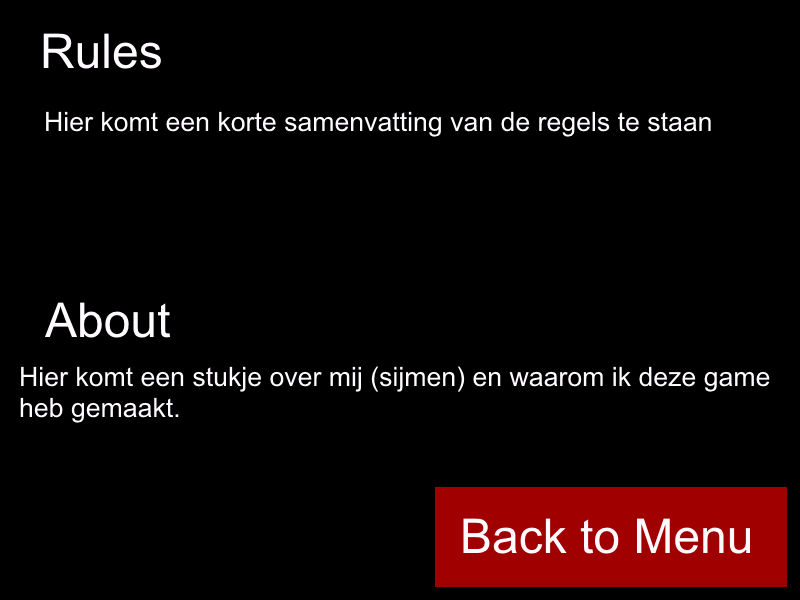 Rules
Hier komt een korte samenvatting van de regels te staan
About
Hier komt een stukje over mij (sijmen) en waarom ik deze game
heb gemaakt.
Back to Menu